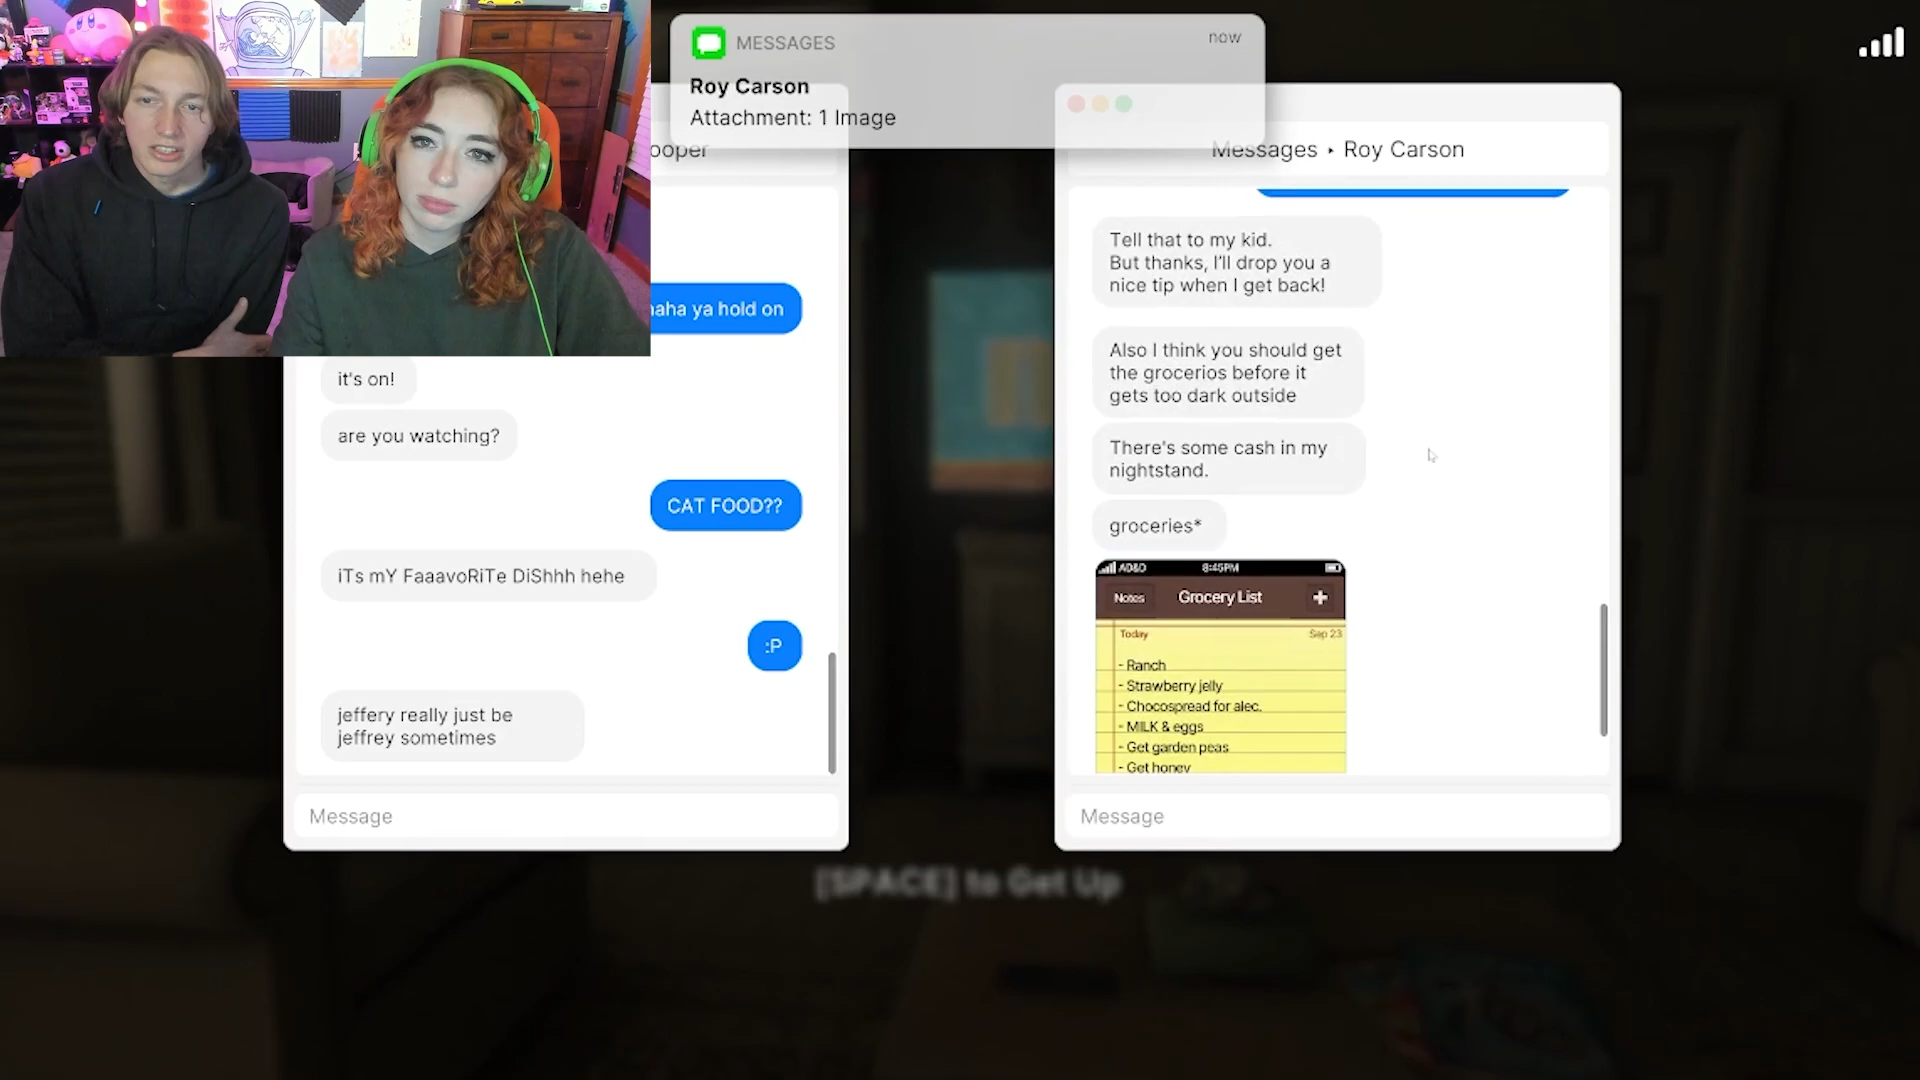 MESSAGES
now
Roy Carson
Attachment: 1 Image
ooper
haha ya hold on
it's on!
are you watching?
CAT FOOD??
iTs mY FaaavoRiTe DiShhh hehe
:P
jeffery really just be
jeffrey sometimes
Message
Messages ‣ Roy Carson
Tell that to my kid.
But thanks, I'll drop you a
nice tip when I get back!
Also I think you should get
the grocerios before it
gets too dark outside
There's some cash in my
nightstand.
groceries*
AD&D 8:45PM
Notes Grocery List +
Today Sep 23
- Ranch
- Strawberry jelly
- Chocospread for alec.
- MILK & eggs
- Get garden peas
- Get honey
Message
[SPACE] to Get Up